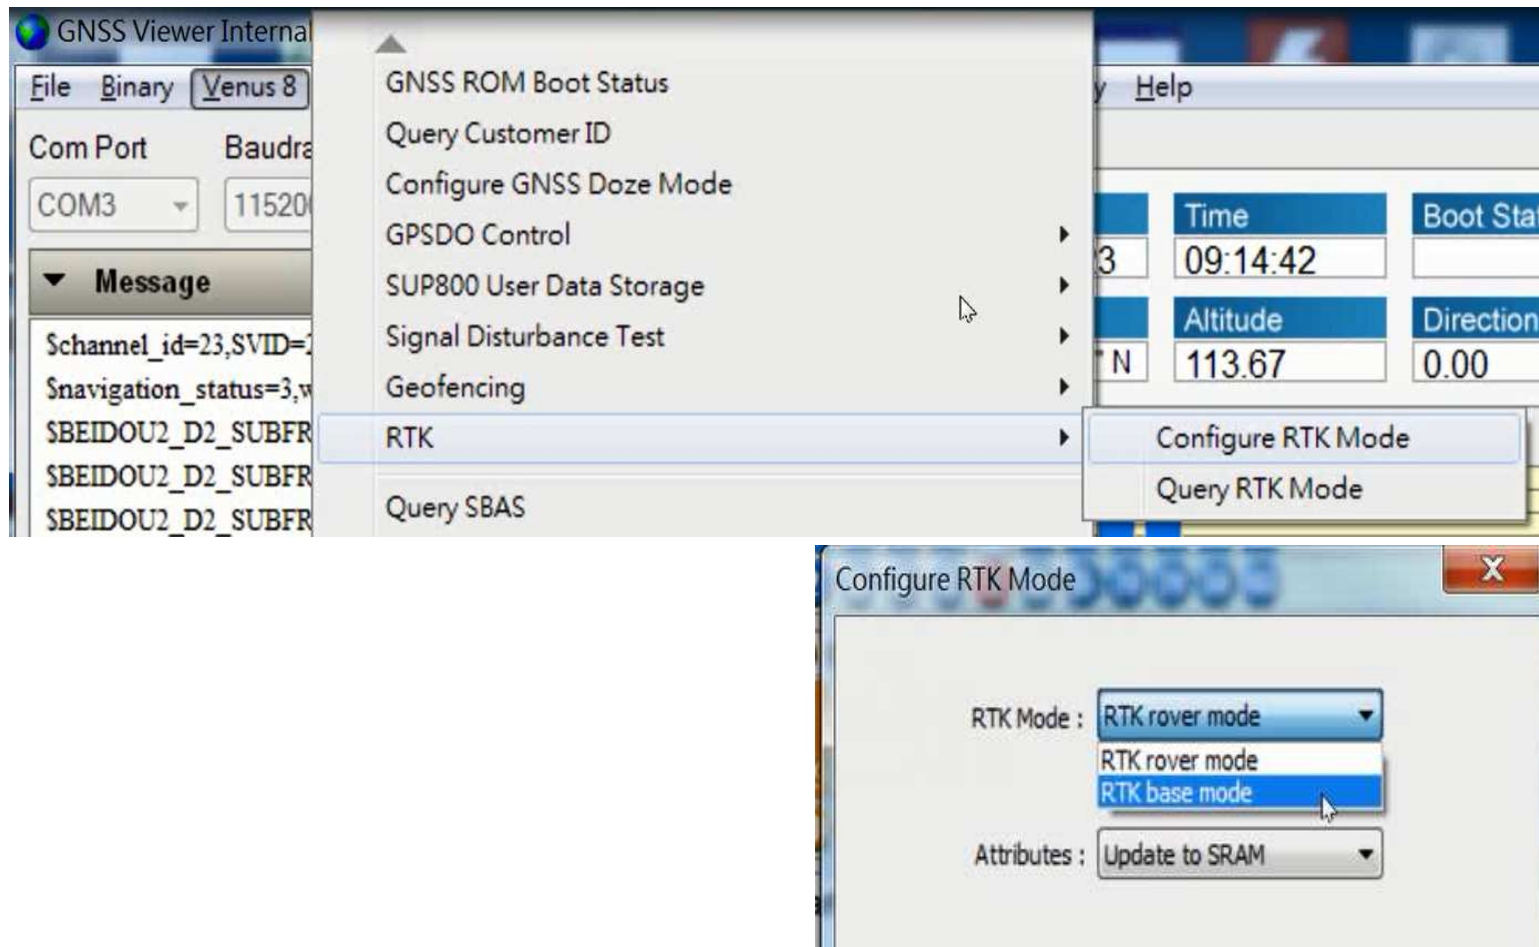 GNSS Viewer Internal
File Binary Venus 8
Help
Com Port
COM3
Message
$channel_id=23,SVID=2
$navigation_status=3,w
$BEIDOU2_D2_SUBFR
$BEIDOU2_D2_SUBFR
$BEIDOU2_D2_SUBFR
GNSS ROM Boot Status
Query Customer ID
Configure GNSS Doze Mode
GPSDO Control
SUP800 User Data Storage
Signal Disturbance Test
Geofencing
RTK
Query SBAS
Time
09:14:42
Boot Sta
Altitude
113.67
Direction
0.00
N
Configure RTK Mode
Query RTK Mode
Configure RTK Mode
X
RTK Mode : RTK rover mode
RTK rover mode
RTK base mode
Attributes : Update to SRAM